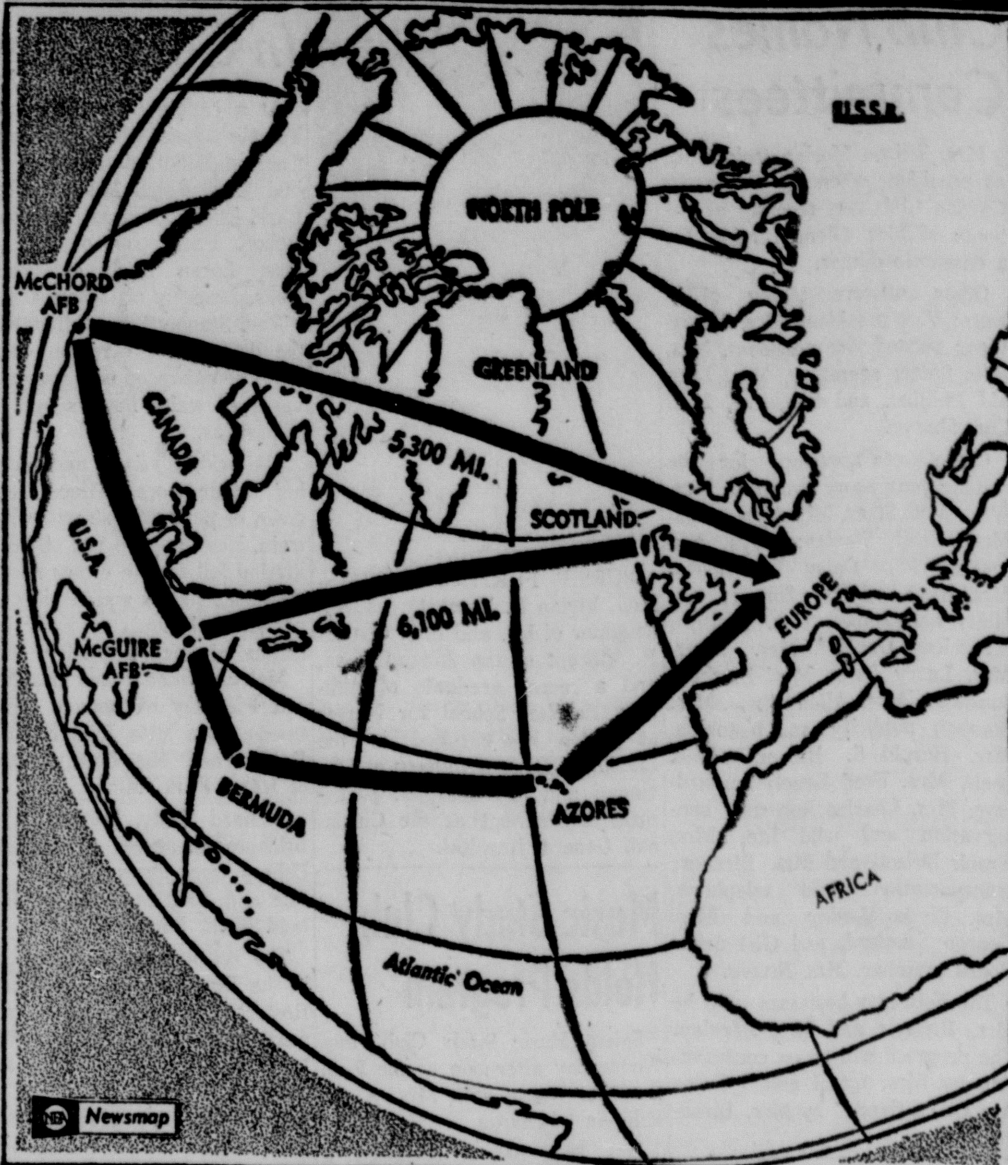 U.S.S.R.
NORTH POLE
McCHORD
AFB
GREENLAND
CANADA
5,300 MI.
SCOTLAND
U.S.A.
EUROPE
6,100 MI.
McGUIRE
AFB
BERMUDA
AZORES
AFRICA
Atlantic Ocean
NEA Newsmap